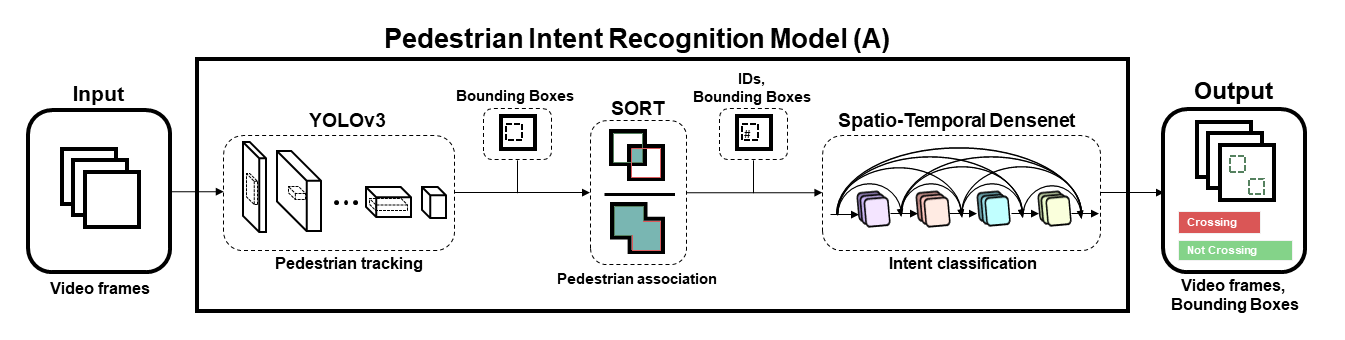 Pedestrian Intent Recognition Model (A)
Input
Video frames
YOLOv3
Pedestrian tracking
Bounding Boxes
SORT
Pedestrian association
IDs,
Bounding Boxes
#
Spatio-Temporal Densenet
Intent classification
Output
Crossing
Not Crossing
Video frames,
Bounding Boxes